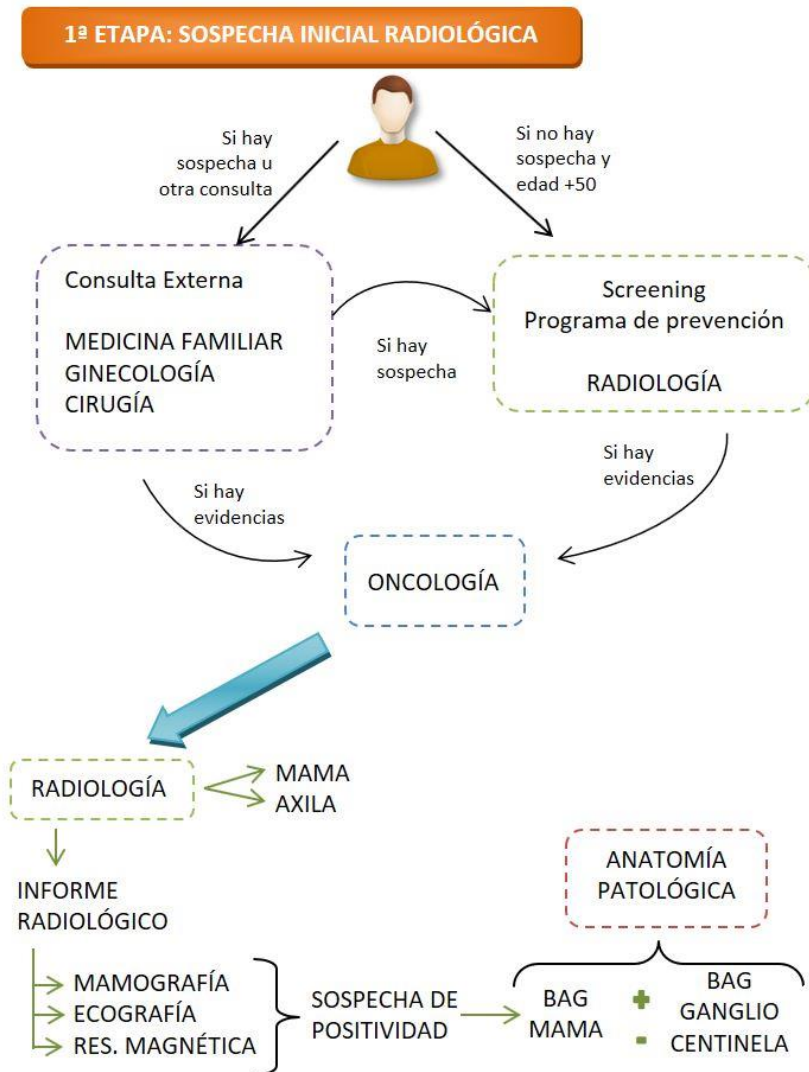 1ª ETAPA: SOSPECHA INICIAL RADIOLÓGICA
Si hay
sospecha u
otra consulta
Si no hay
sospecha y
edad +50
Consulta Externa
MEDICINA FAMILIAR
GINECOLOGÍA
CIRUGÍA
Si hay
sospecha
Screening
Programa de prevención
RADIOLOGÍA
Si hay
evidencias
Si hay
evidencias
ONCOLOGÍA
RADIOLOGÍA
MAMA
AXILA
INFORME
RADIOLÓGICO
MAMOGRAFÍA
ECOGRAFÍA
RES. MAGNÉTICA
SOSPECHA DE
POSITIVIDAD
ANATOMÍA
PATOLÓGICA
BAG
MAMA
+
-
BAG
GANGLIO
CENTINELA